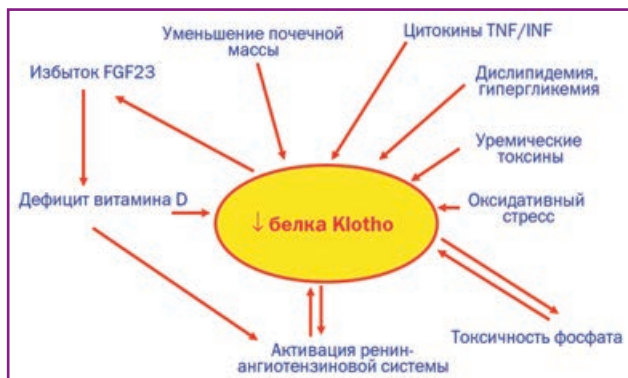 Уменьшение почечной
массы
Цитокины TNF/INF
Избыток FGF23
Дислипидемия,
гипергликемия
Уремические
токсины
Дефицит витамина D
Оксидативный
стресс
↓ белка Klotho
Токсичность фосфата
Активация ренин-
ангиотензиновой системы